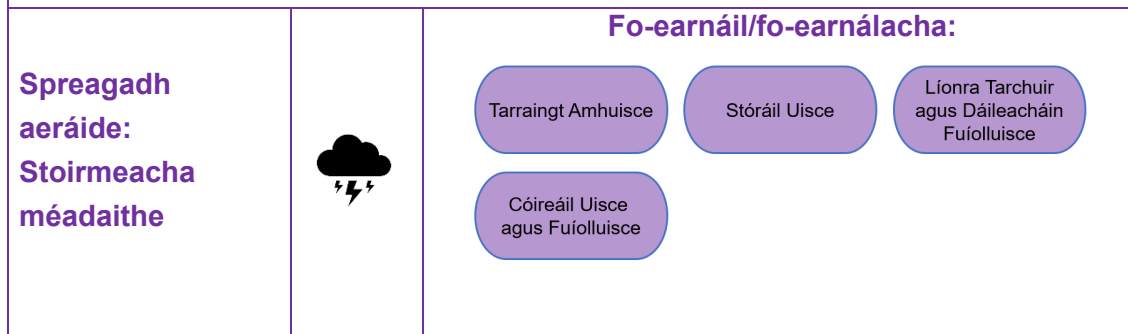 Spreagadh
aeráide:
Stoirmeacha
méadaithe
Fo-earnáil/fo-earnálacha:
Tarraingt Amhuisce
Stóráil Uisce
Líonra Tarchuir
agus Dáileacháin
Fuíolluisce
Cóireáil Uisce
agus Fuíolluisce